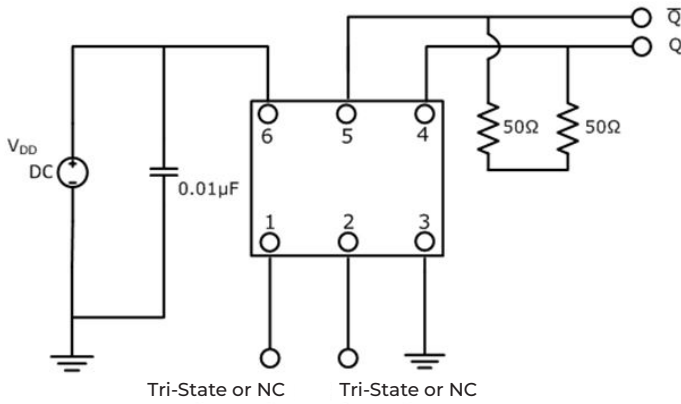 Q̅
Q
6
5
4
50Ω
50Ω
V_DD
DC
+
-
0.01µF
1
2
3
Tri-State or NC
Tri-State or NC